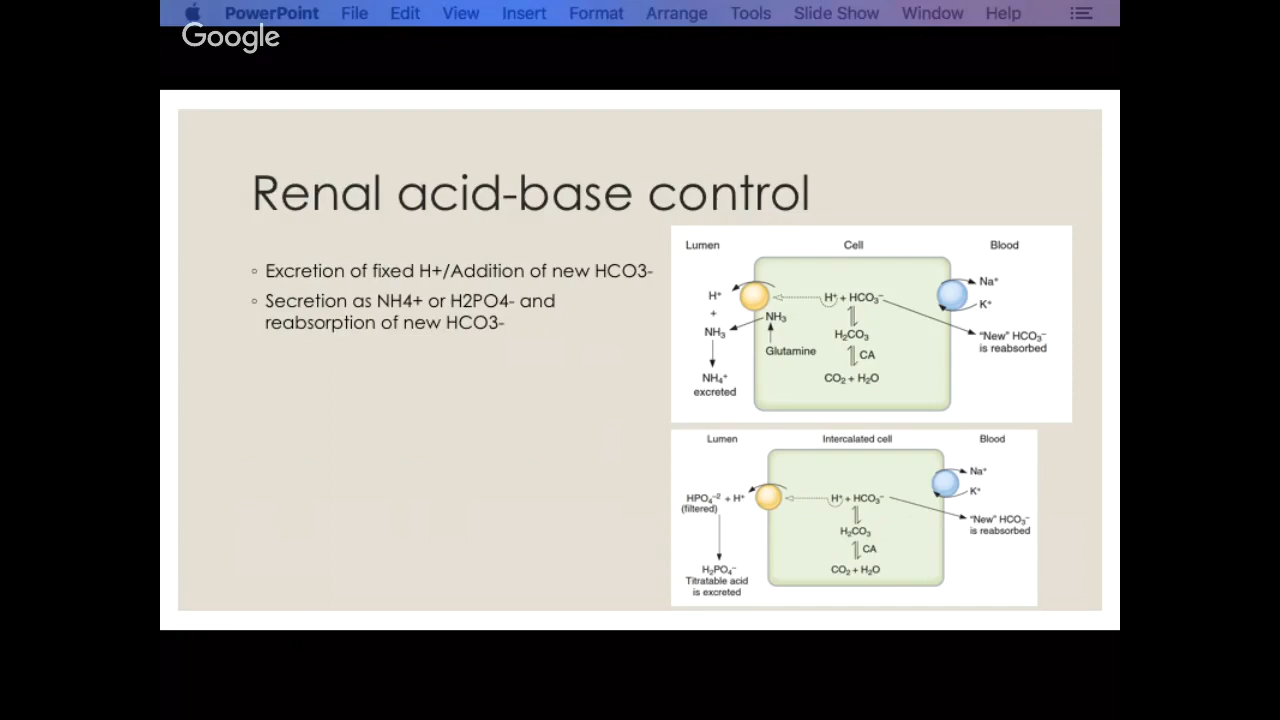 PowerPoint File Edit View Insert Format Arrange Tools Slide Show Window Help
Google
Renal acid-base control
◦ Excretion of fixed H+/Addition of new HCO3-
◦ Secretion as NH4+ or H2PO4- and
reabsorption of new HCO3-
Lumen Cell Blood
H⁺
+
NH₃
NH₄⁺
excreted
H⁺ + HCO₃⁻
NH₃
Glutamine
H₂CO₃
CA
CO₂ + H₂O
Na⁺
K⁺
"New" HCO₃⁻
is reabsorbed
Lumen Intercalated cell Blood
HPO₄⁻² + H⁺
(filtered)
H₂PO₄⁻
Titratable acid
is excreted
H⁺ + HCO₃⁻
H₂CO₃
CA
CO₂ + H₂O
Na⁺
K⁺
"New" HCO₃⁻
is reabsorbed